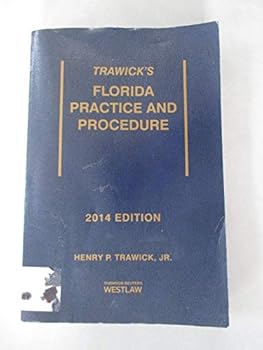 TRAWICK'S
FLORIDA
PRACTICE AND
PROCEDURE
2014 EDITION
HENRY P. TRAWICK, JR.
THOMSON REUTERS
WESTLAW